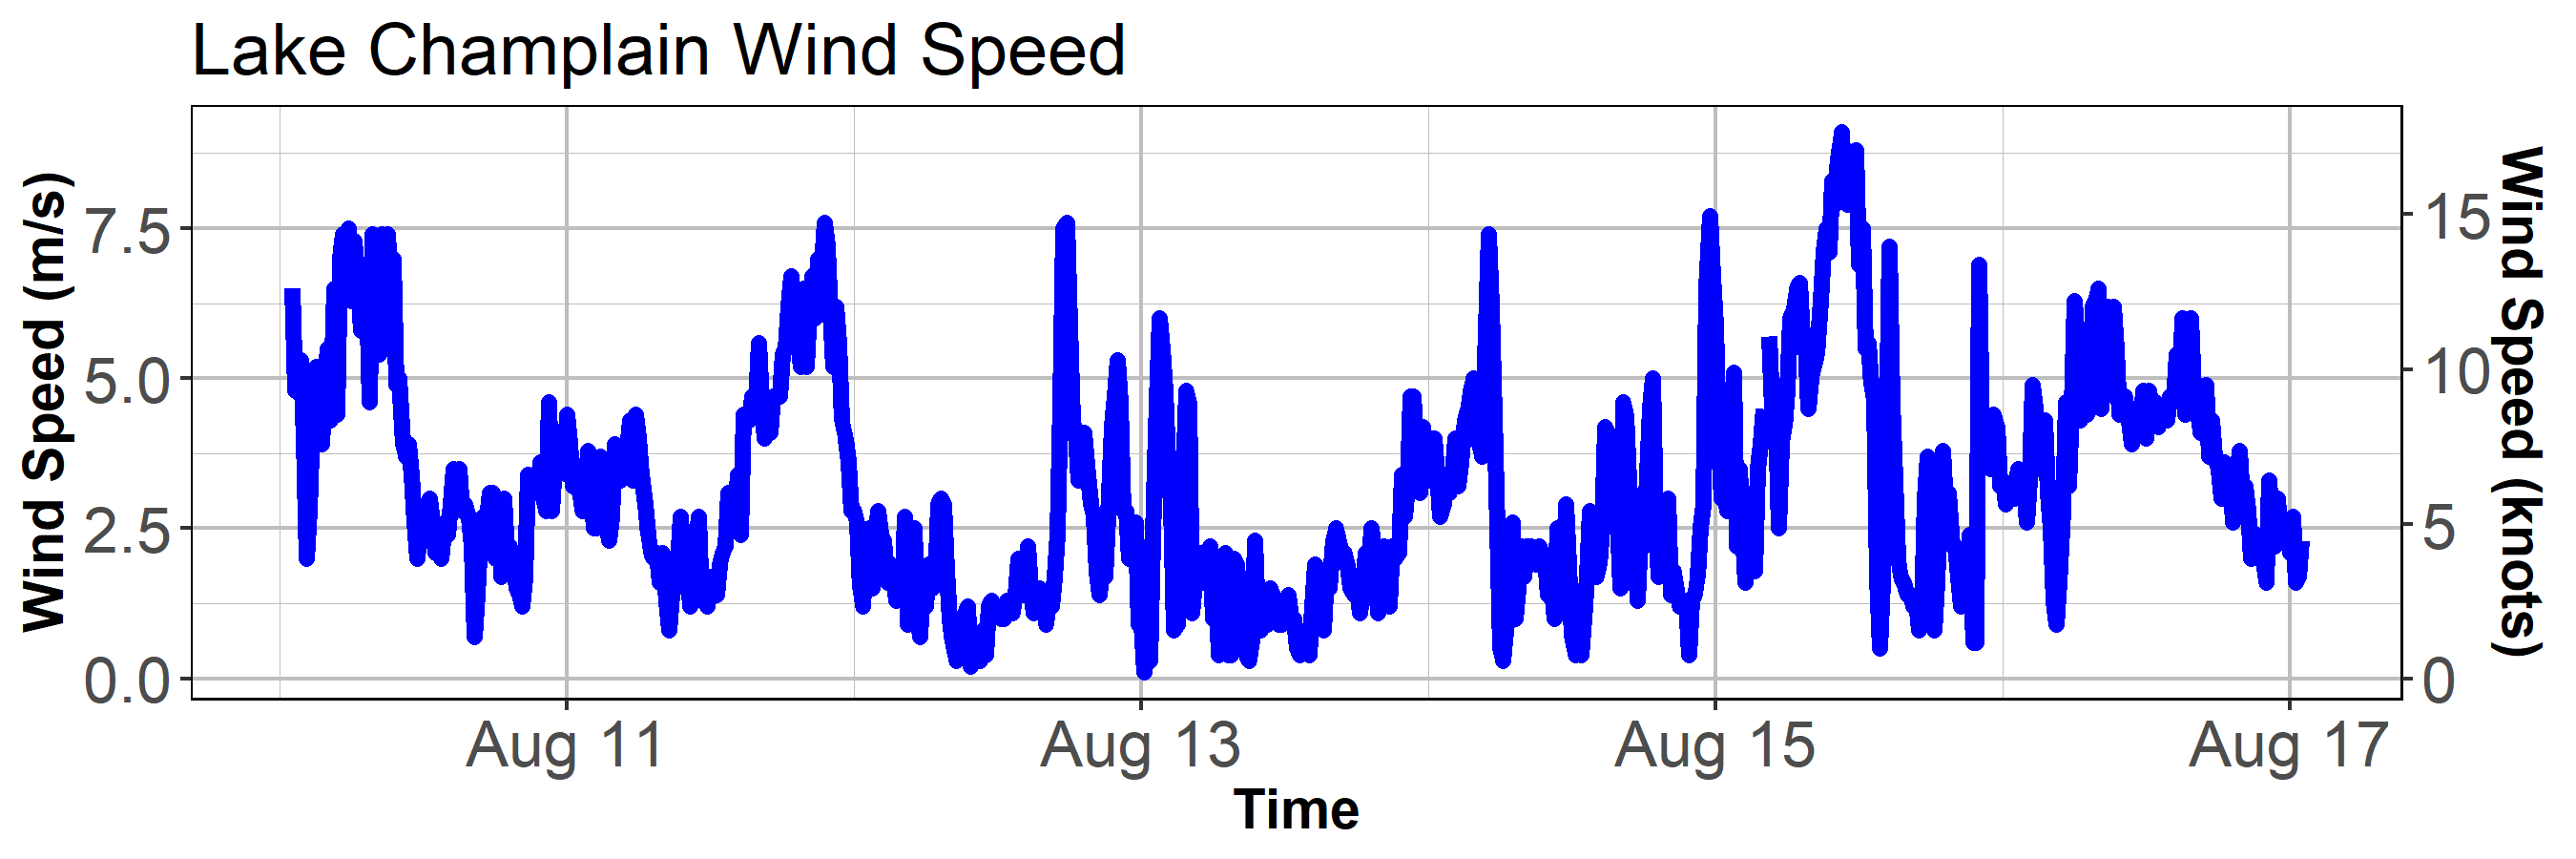 Lake Champlain Wind Speed
Wind Speed (m/s)
7.5
5.0
2.5
0.0
15
10
5
0
Wind Speed (knots)
Aug 11
Aug 13
Aug 15
Aug 17
Time